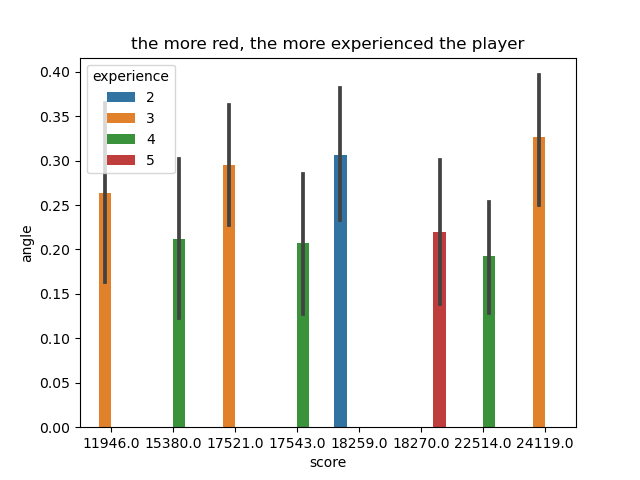 the more red, the more experienced the player
experience
2
3
4
5
0.40
0.35
0.30
0.25
0.20
0.15
0.10
0.05
0.00
angle
11946.0 15380.0 17521.0 17543.0 18259.0 18270.0 22514.0 24119.0
score